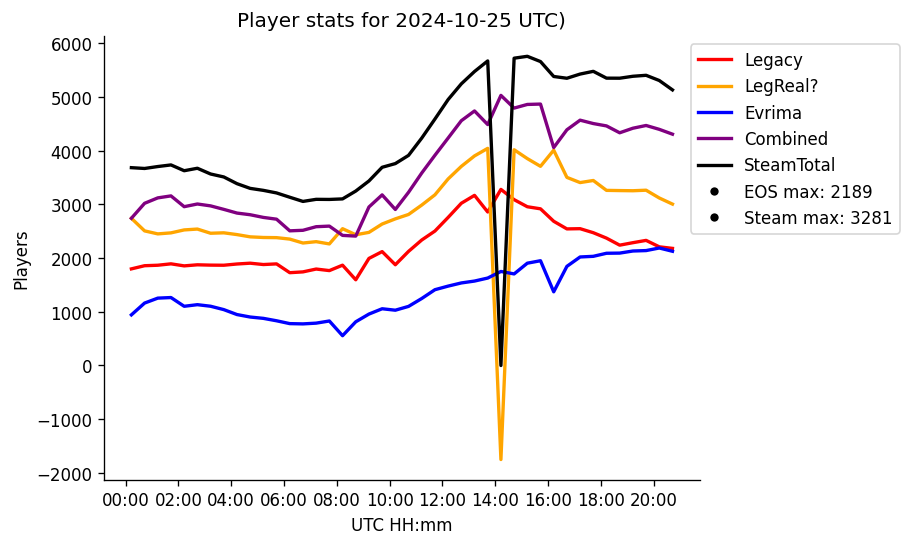 Player stats for 2024-10-25 UTC)
6000
5000
4000
3000
2000
1000
0
−1000
−2000
Players
00:00 02:00 04:00 06:00 08:00 10:00 12:00 14:00 16:00 18:00 20:00
UTC HH:mm
Legacy
LegReal?
Evrima
Combined
SteamTotal
EOS max: 2189
Steam max: 3281